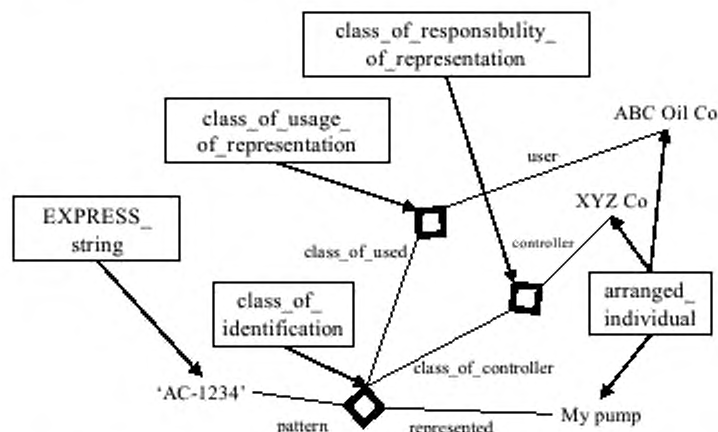 class_of_responsibility_
of_representation
class_of_usage_
of_representation
ABC Oil Co
user
XYZ Co
EXPRESS_
string
class_of_used
controller
class_of_
identification
arranged_
individual
class_of_controller
'AC-1234'
pattern
represented
My pump